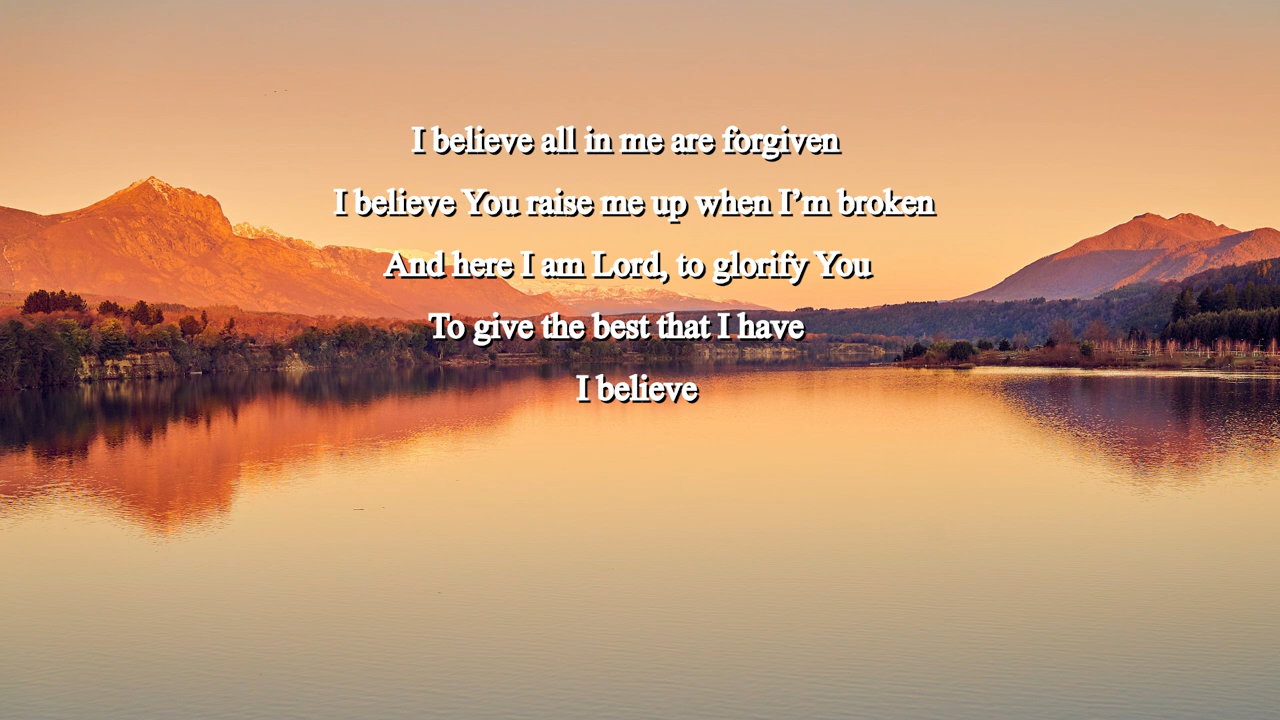 I believe all in me are forgiven
I believe You raise me up when I’m broken
And here I am Lord, to glorify You
To give the best that I have
I believe